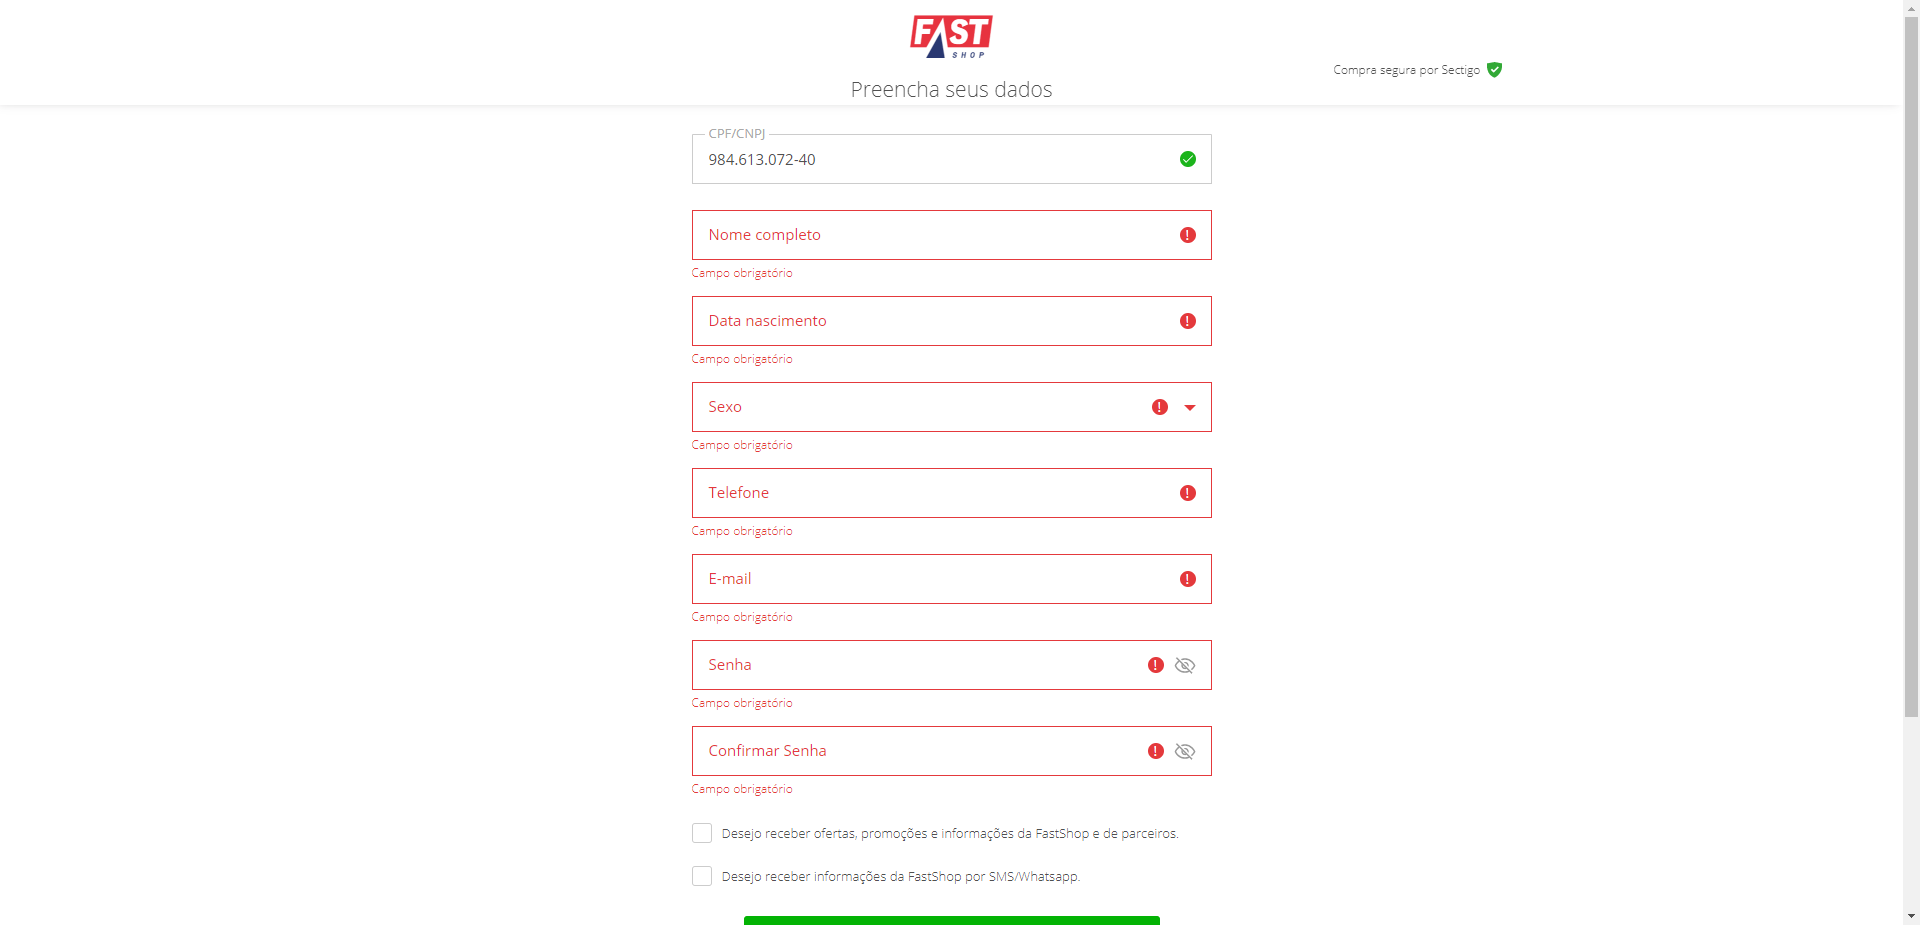 FAST
SHOP
Preencha seus dados
Compra segura por Sectigo
CPF/CNPJ
984.613.072-40
Nome completo
Campo obrigatório
Data nascimento
Campo obrigatório
Sexo
Campo obrigatório
Telefone
Campo obrigatório
E-mail
Campo obrigatório
Senha
Campo obrigatório
Confirmar Senha
Campo obrigatório
Desejo receber ofertas, promoções e informações da FastShop e de parceiros.
Desejo receber informações da FastShop por SMS/Whatsapp.